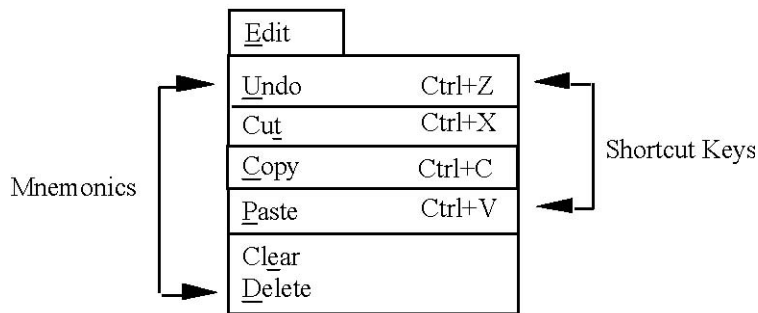 Edit
Undo Ctrl+Z
Cut Ctrl+X
Copy Ctrl+C
Paste Ctrl+V
Clear
Delete
Mnemonics
Shortcut Keys